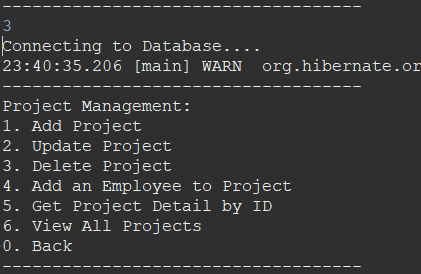 ------------------------------------
3
Connecting to Database....
23:40:35.206 [main] WARN  org.hibernate.or
------------------------------------
Project Management:
1. Add Project
2. Update Project
3. Delete Project
4. Add an Employee to Project
5. Get Project Detail by ID
6. View All Projects
0. Back
------------------------------------